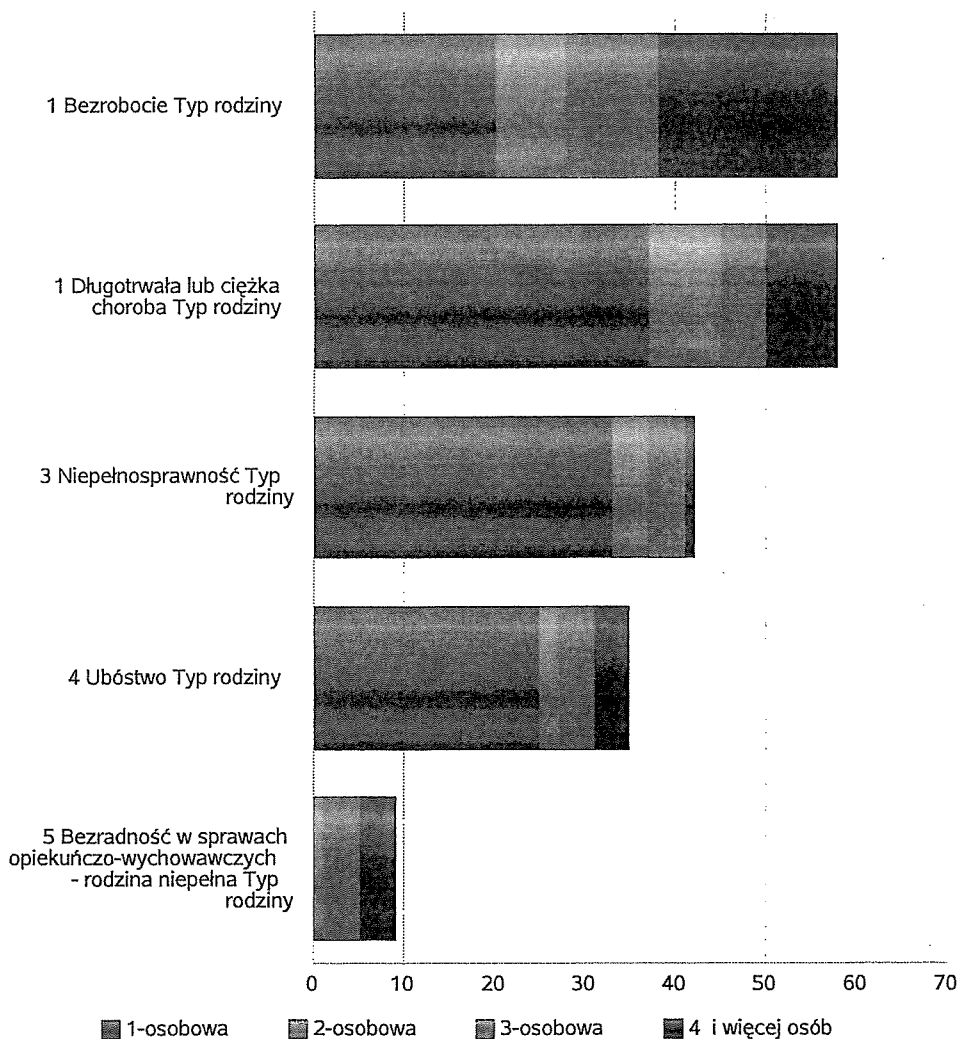 1 Bezrobocie Typ rodziny
1 Długotrwała lub ciężka
choroba Typ rodziny
3 Niepełnosprawność Typ
rodziny
4 Ubóstwo Typ rodziny
5 Bezradność w sprawach
opiekuńczo-wychowawczych
- rodzina niepełna Typ
rodziny
0 10 20 30 40 50 60 70
1-osobowa 2-osobowa 3-osobowa 4 i więcej osób